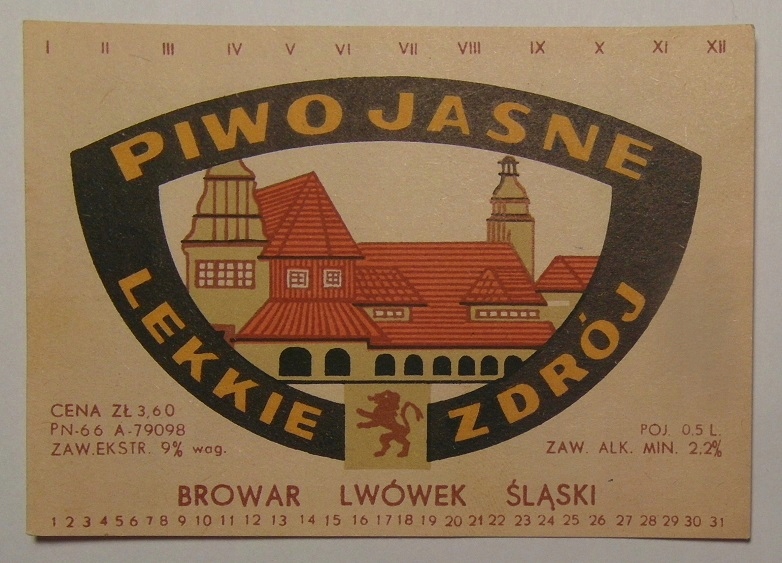 I II III IV V VI VII VIII IX X XI XII
PIWO JASNE
LEKKIE ZDRÓJ
CENA ZŁ 3,60
PN-66 A-79098
ZAW. EKSTR. 9% wag.
POJ. 0,5 L.
ZAW. ALK. MIN. 2,2%
BROWAR LWÓWEK ŚLĄSKI
1 2 3 4 5 6 7 8 9 10 11 12 13 14 15 16 17 18 19 20 21 22 23 24 25 26 27 28 29 30 31